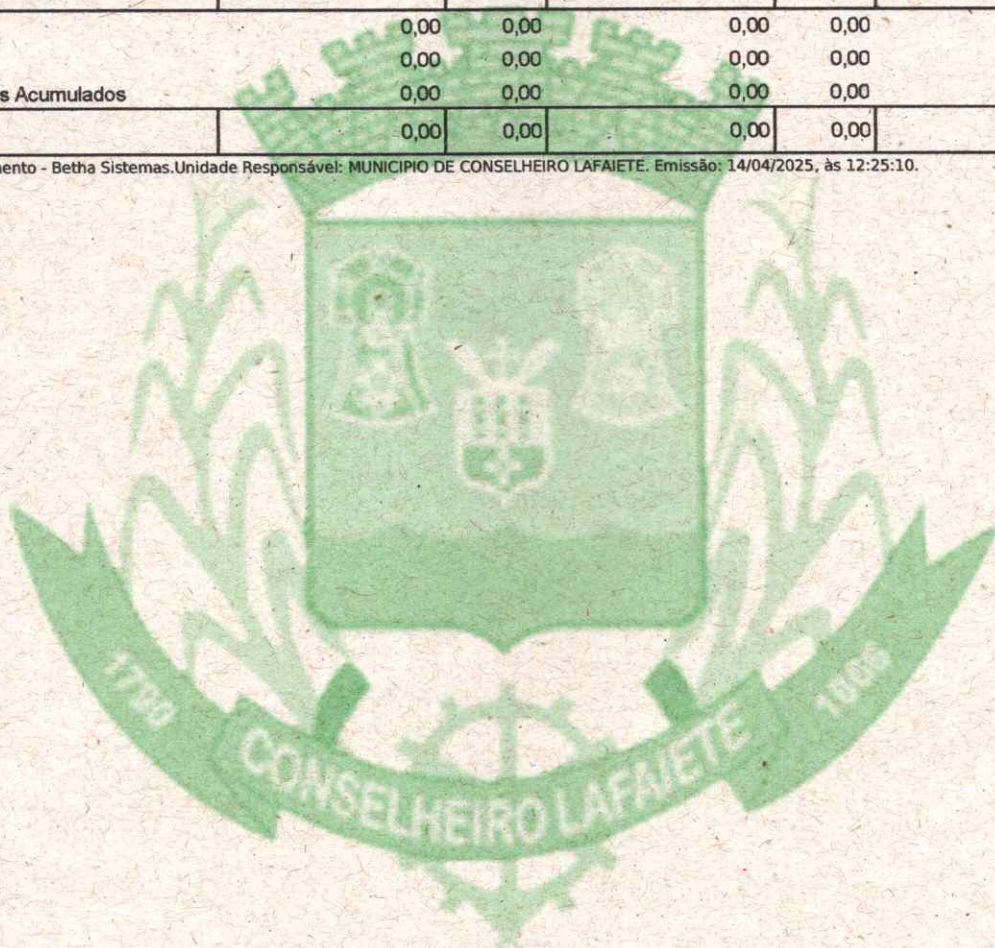 0,00 0,00 0,00 0,00
0,00 0,00 0,00 0,00
s Acumulados 0,00 0,00 0,00 0,00
0,00 0,00 0,00 0,00
ento - Betha Sistemas.Unidade Responsável: MUNICIPIO DE CONSELHEIRO LAFAIETE. Emissão: 14/04/2025, às 12:25:10.
CONSELHEIRO LAFAIETE